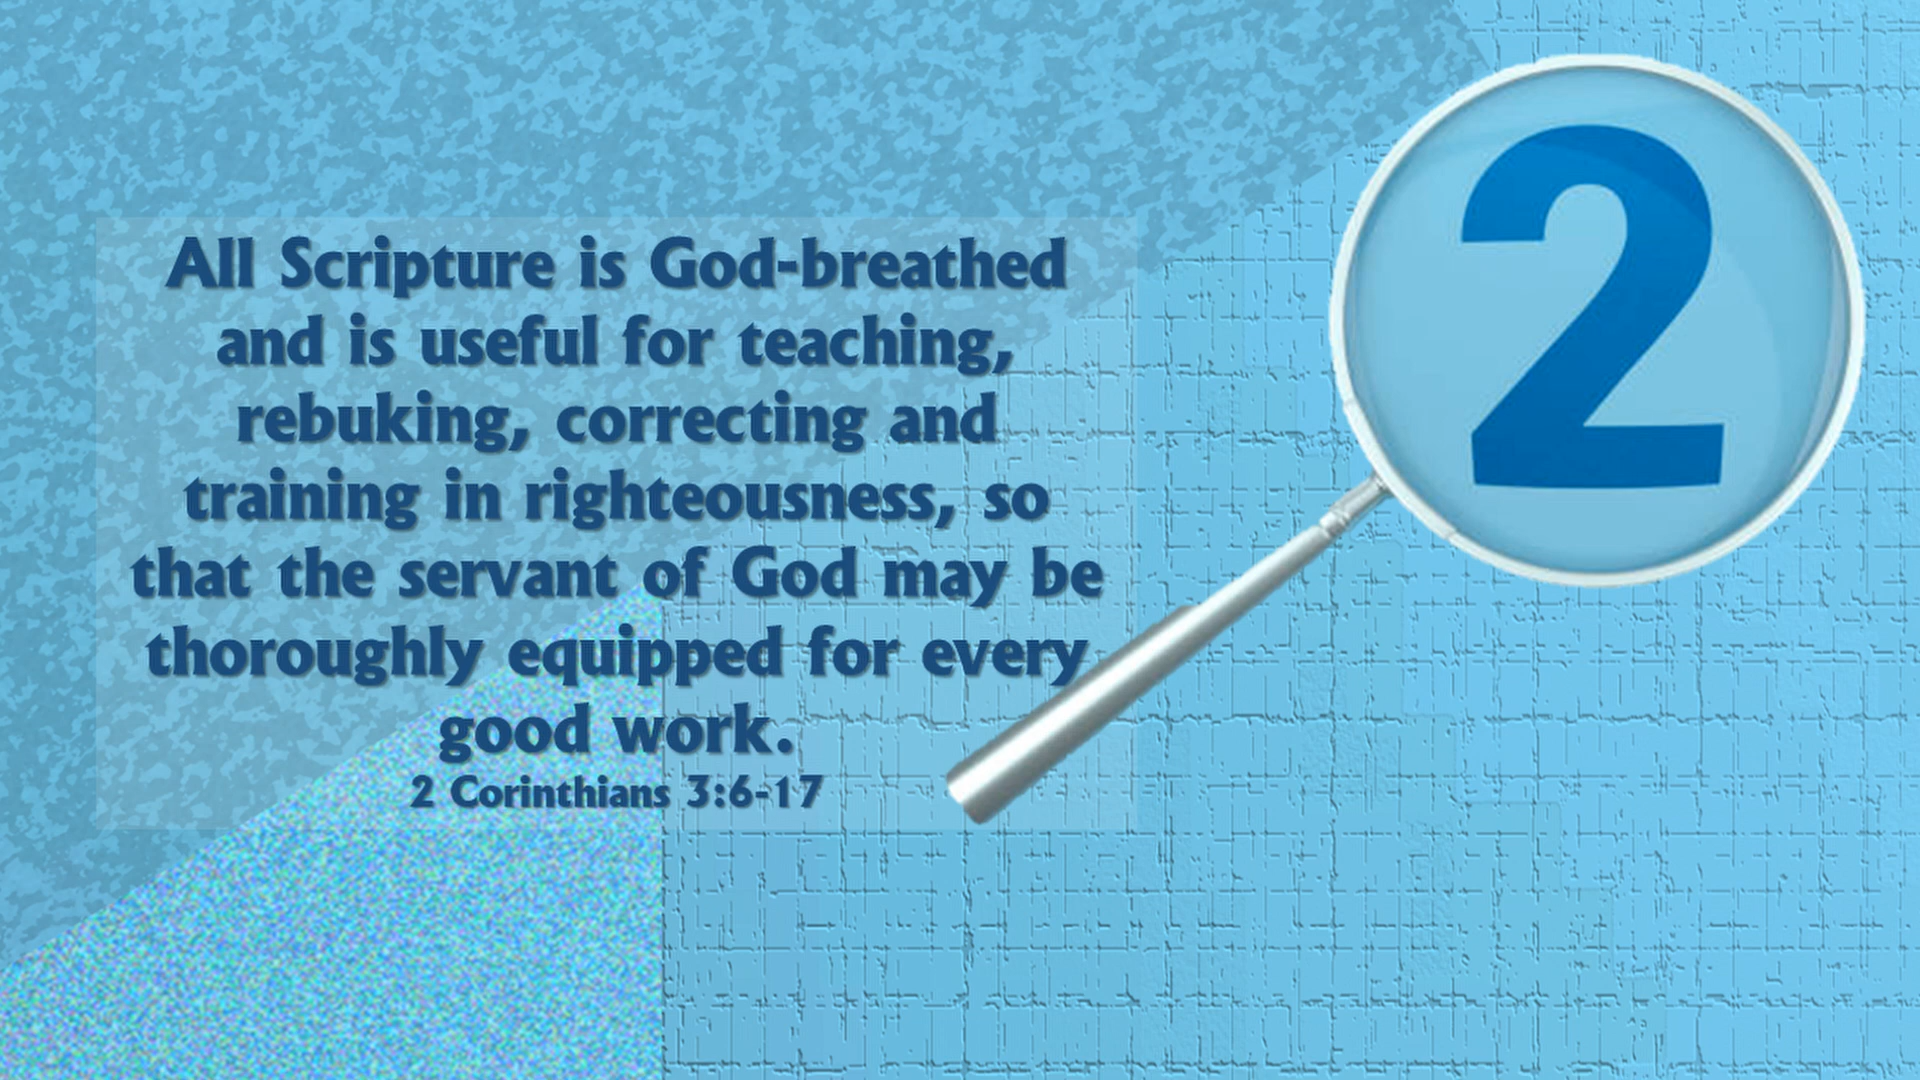 All Scripture is God-breathed
and is useful for teaching,
rebuking, correcting and
training in righteousness, so
that the servant of God may be
thoroughly equipped for every
good work.
2 Corinthians 3:6-17
2